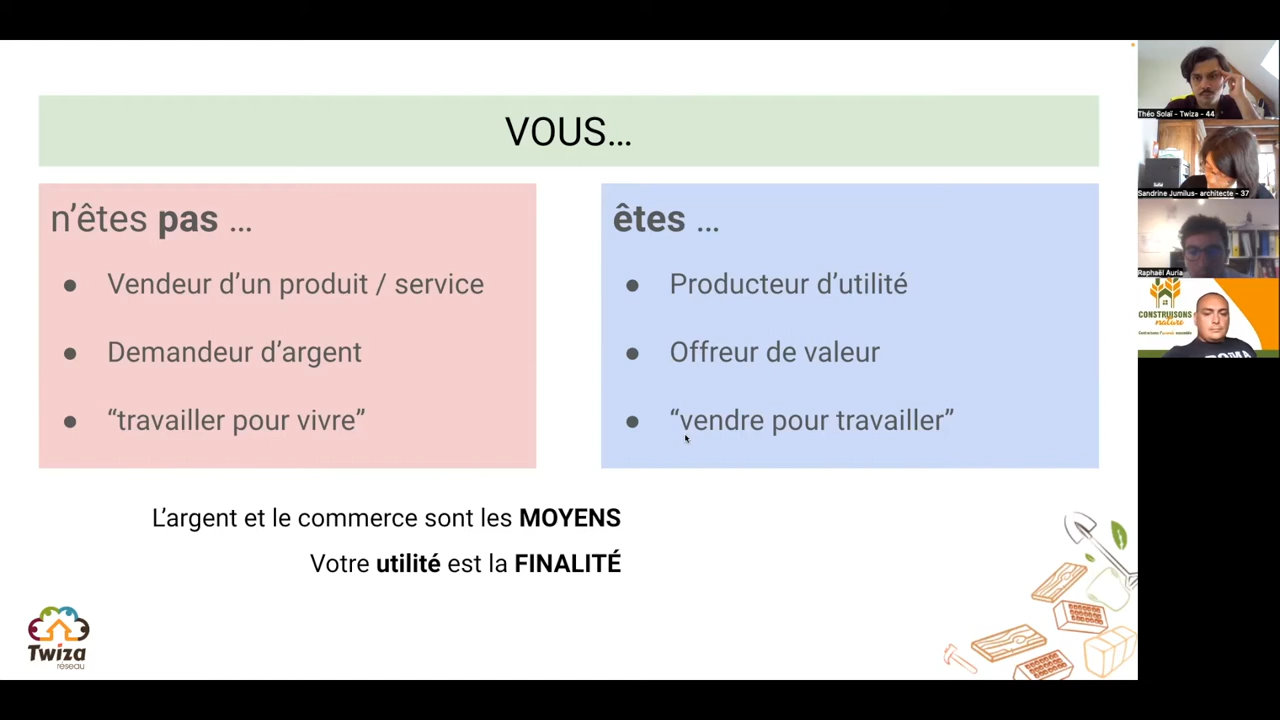 VOUS…
n’êtes pas …
● Vendeur d’un produit / service
● Demandeur d’argent
● “travailler pour vivre”
êtes …
● Producteur d’utilité
● Offreur de valeur
● “vendre pour travailler”
L’argent et le commerce sont les MOYENS
Votre utilité est la FINALITÉ
Twiza
réseau
Théo Solaï - Twiza - 44
Sandrine Jumilus- architecte - 37
Raphaël Auria
CONSTRUISONS
nature